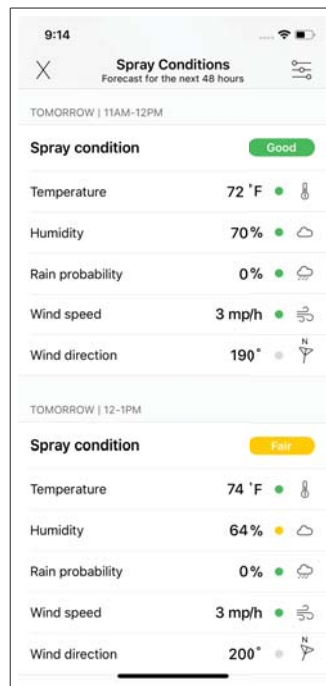 9:14
Spray Conditions
Forecast for the next 48 hours
TOMORROW | 11AM-12PM
Spray condition Good
Temperature 72 °F
Humidity 70%
Rain probability 0%
Wind speed 3 mp/h
N
Wind direction 190°
TOMORROW | 12-1PM
Spray condition Fair
Temperature 74 °F
Humidity 64%
Rain probability 0%
Wind speed 3 mp/h
N
Wind direction 200°